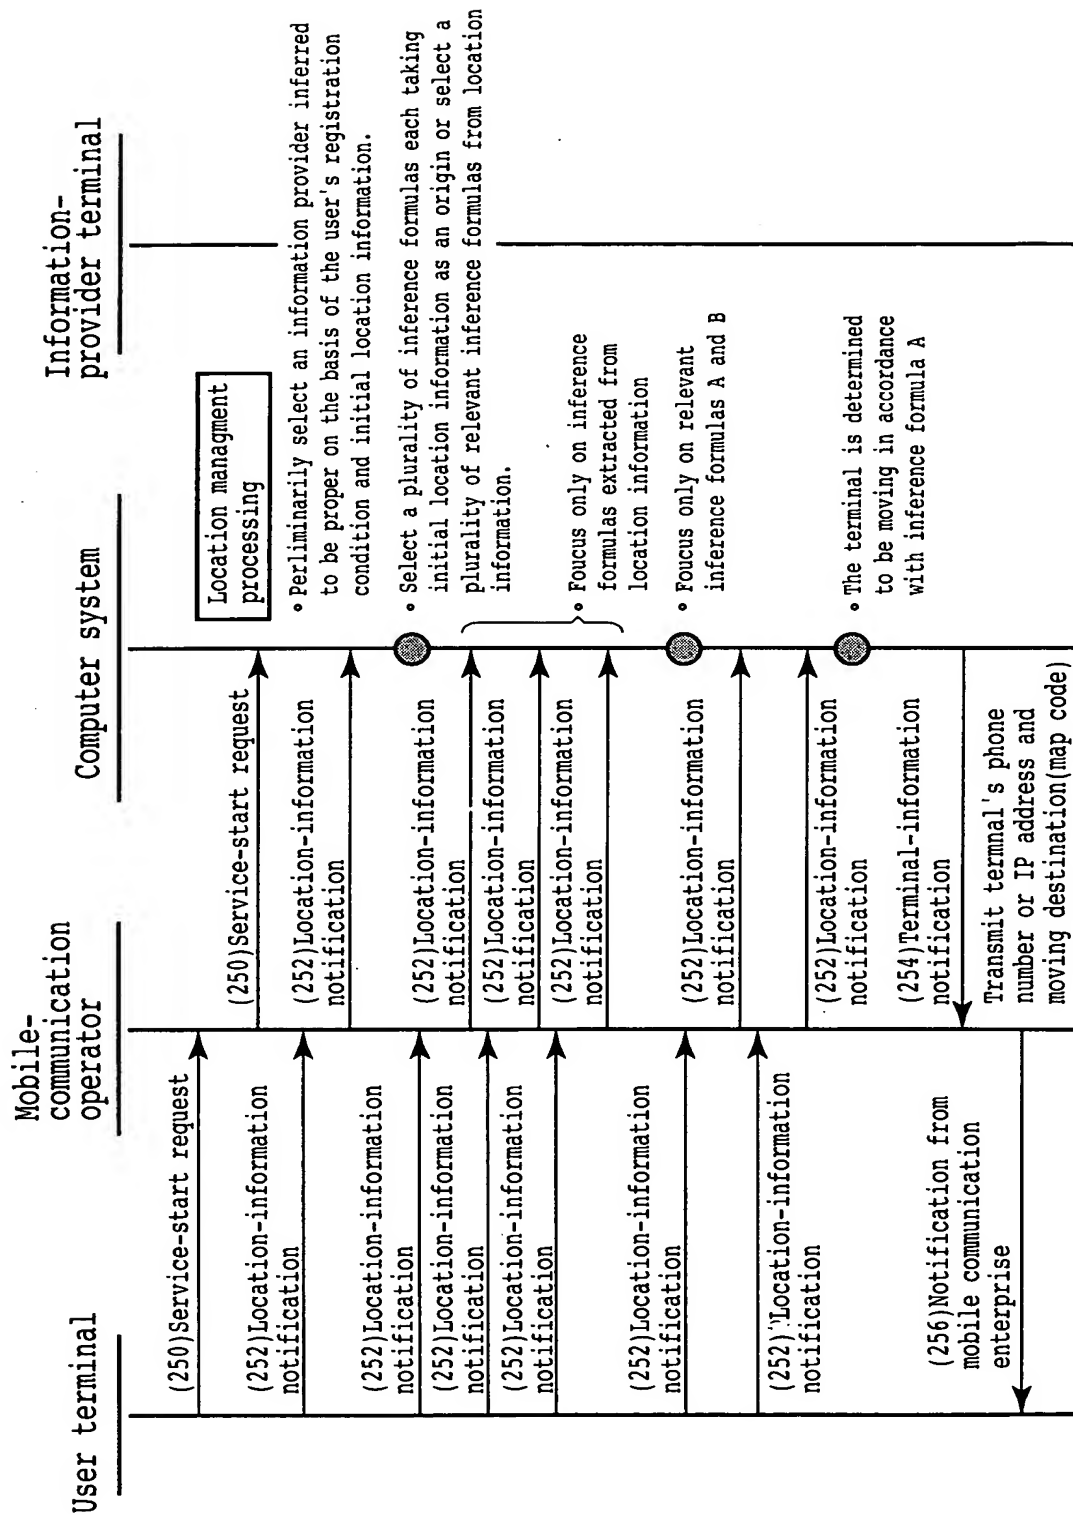 User terminal
Mobile-
communication
operator
Computer system
Information-
provider terminal
(250)Service-start request
(250)Service-start request
Location managment
processing
(252)Location-information
notification
(252)Location-information
notification
• Perliminarily select an information provider inferred
to be proper on the basis of the user's registration
condition and initial location information.
(252)Location-information
notification
(252)Location-information
notification
• Select a plurality of inference formulas each taking
initial location information as an origin or select a
plurality of relevant inference formulas from location
information.
(252)Location-information
notification
(252)Location-information
notification
(252)Location-information
notification
(252)Location-information
notification
• Foucus only on inference
formulas extracted from
location information
(252)Location-information
notification
(252)Location-information
notification
• Foucus only on relevant
inference formulas A and B
(252)Location-information
notification
(252)Location-information
notification
• The terminal is determined
to be moving in accordance
with inference formula A
(254)Terminal-information
notification
Transmit termnal's phone
number or IP address and
moving destination(map code)
(256)Notification from
mobile communication
enterprise